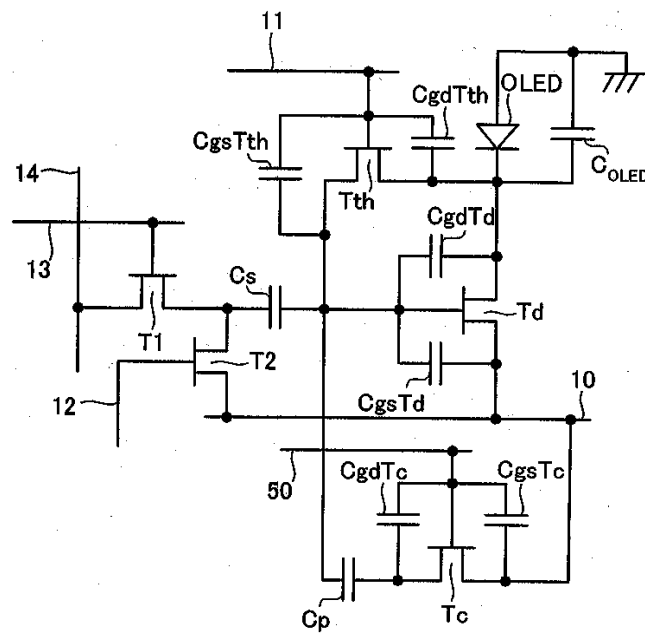 11
OLED
CgdTth
CgsTth
COLED
14
Tth
CgdTd
13
Cs
T1
Td
T2
CgsTd
12
10
50
CgdTc
CgsTc
Cp
Tc